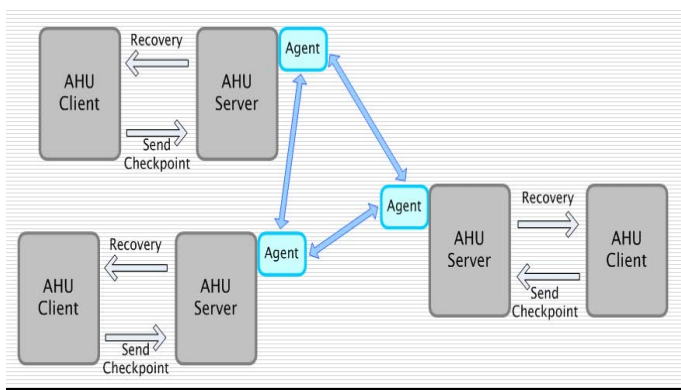 Recovery
AHU
Client
Send
Checkpoint
AHU
Server
Agent
Recovery
AHU
Client
Send
Checkpoint
AHU
Server
Agent
Agent
AHU
Server
Recovery
Send
Checkpoint
AHU
Client